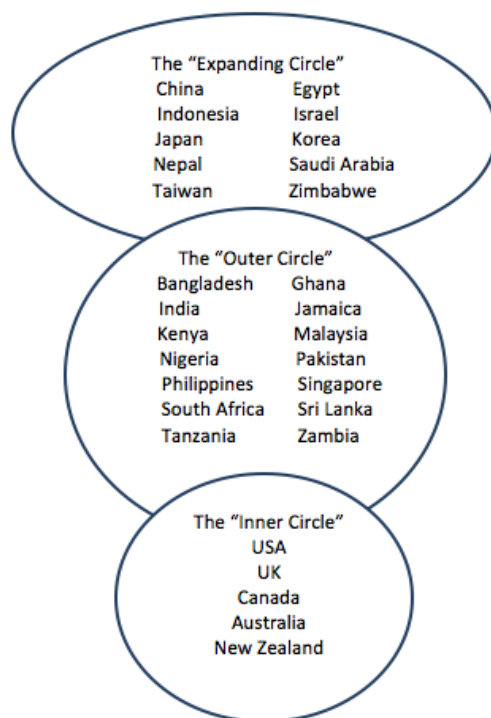 The “Expanding Circle”
China Egypt
Indonesia Israel
Japan Korea
Nepal Saudi Arabia
Taiwan Zimbabwe
The “Outer Circle”
Bangladesh Ghana
India Jamaica
Kenya Malaysia
Nigeria Pakistan
Philippines Singapore
South Africa Sri Lanka
Tanzania Zambia
The “Inner Circle”
USA
UK
Canada
Australia
New Zealand